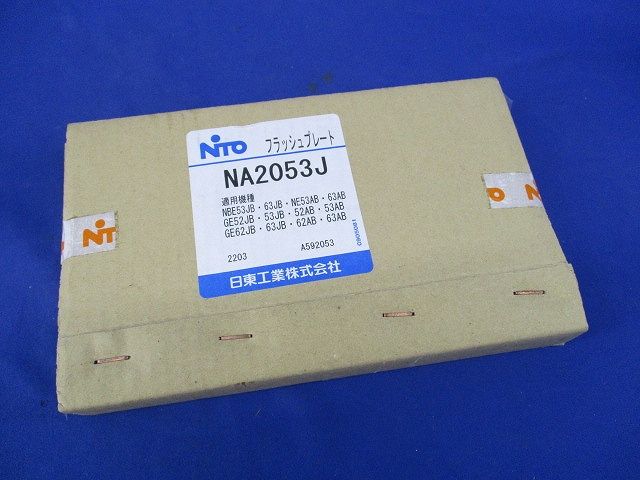 NITO フラッシュプレート
NA2053J
適用機種
NBE53JB・63JB・NE53AB・63AB
GE52JB・53JB・52AB・53AB
GE62JB・63JB・62AB・63AB
2203 A592053
日東工業株式会社